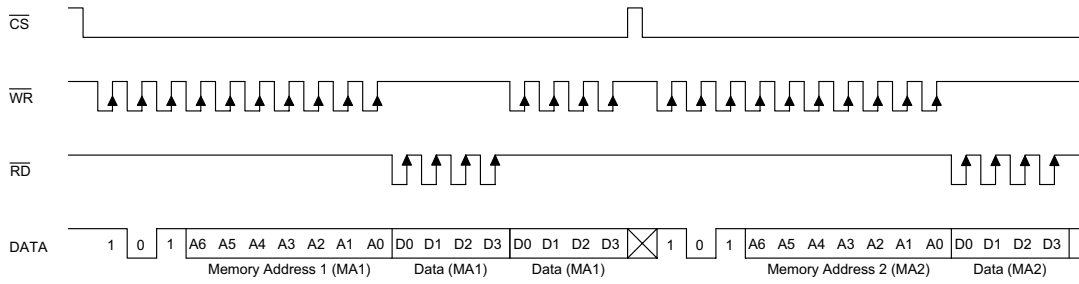 CS
WR
RD
DATA 1 0 1 A6 A5 A4 A3 A2 A1 A0 D0 D1 D2 D3 D0 D1 D2 D3 1 0 1 A6 A5 A4 A3 A2 A1 A0 D0 D1 D2 D3
Memory Address 1 (MA1) Data (MA1) Data (MA1) Memory Address 2 (MA2) Data (MA2)